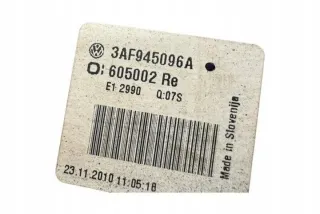 3AF945096A
605002 Re
E1 2990 Q:07S
23.11.2010 11:05:18
Made in Slovenija